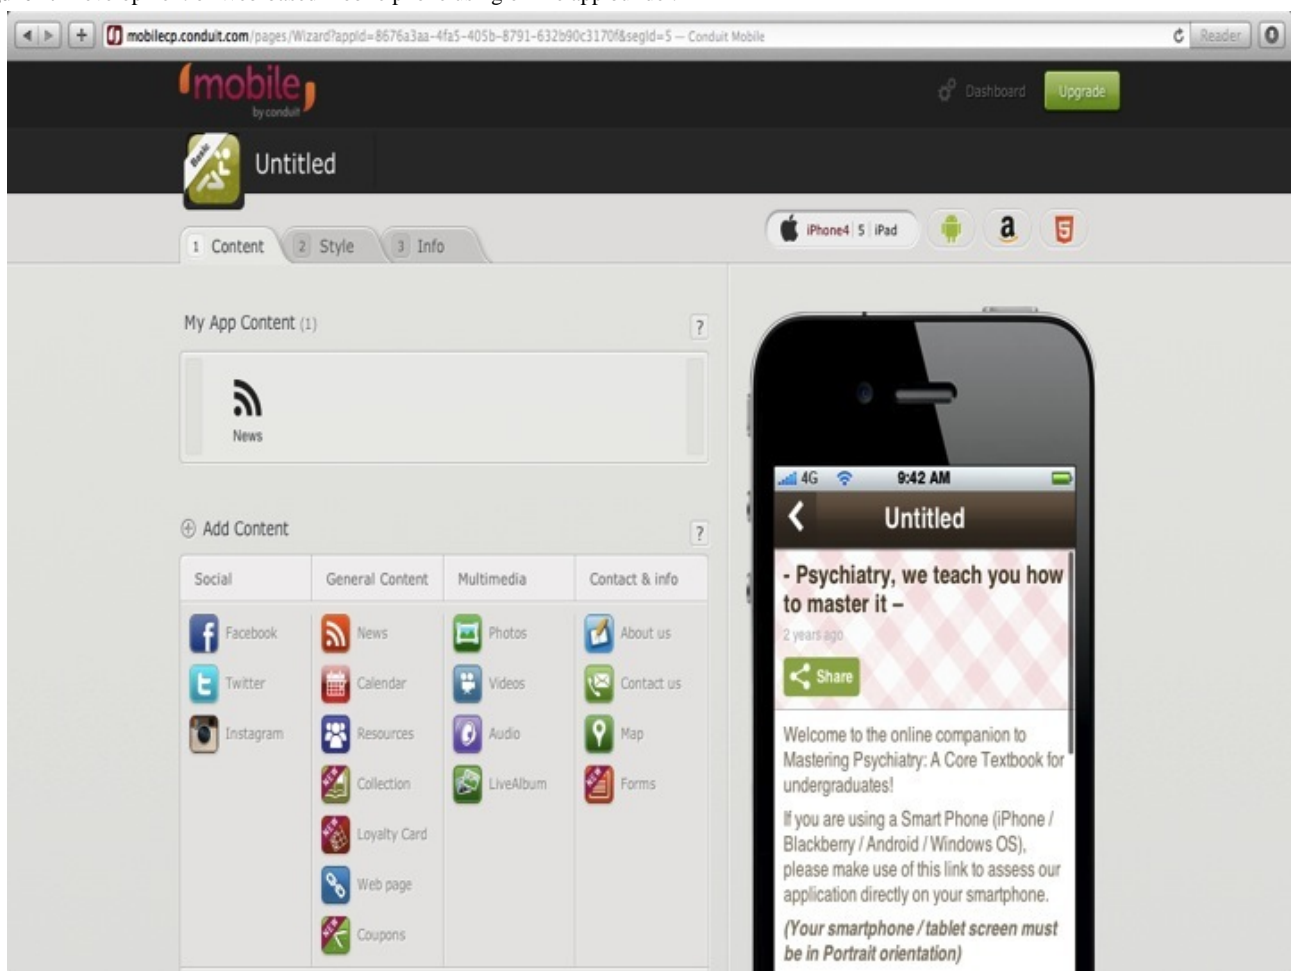 mobilecp.conduit.com/pages/Wizard?appId=8676a3aa-4fa5-405b-8791-632b90c3170f&segId=5 — Conduit Mobile
Reader
mobile
by conduit
Dashboard
Upgrade
Basic
Untitled
1 Content
2 Style
3 Info
iPhone4 5 iPad
My App Content (1)
?
News
Add Content
?
Social
General Content
Multimedia
Contact & info
Facebook
News
Photos
About us
Twitter
Calendar
Videos
Contact us
Instagram
Resources
Audio
Map
NEW
Collection
LiveAlbum
NEW
Forms
NEW
Loyalty Card
Web page
NEW
Coupons
4G
9:42 AM
Untitled
- Psychiatry, we teach you how
to master it –
2 years ago
Share
Welcome to the online companion to
Mastering Psychiatry: A Core Textbook for
undergraduates!
If you are using a Smart Phone (iPhone /
Blackberry / Android / Windows OS),
please make use of this link to assess our
application directly on your smartphone.
(Your smartphone / tablet screen must
be in Portrait orientation)